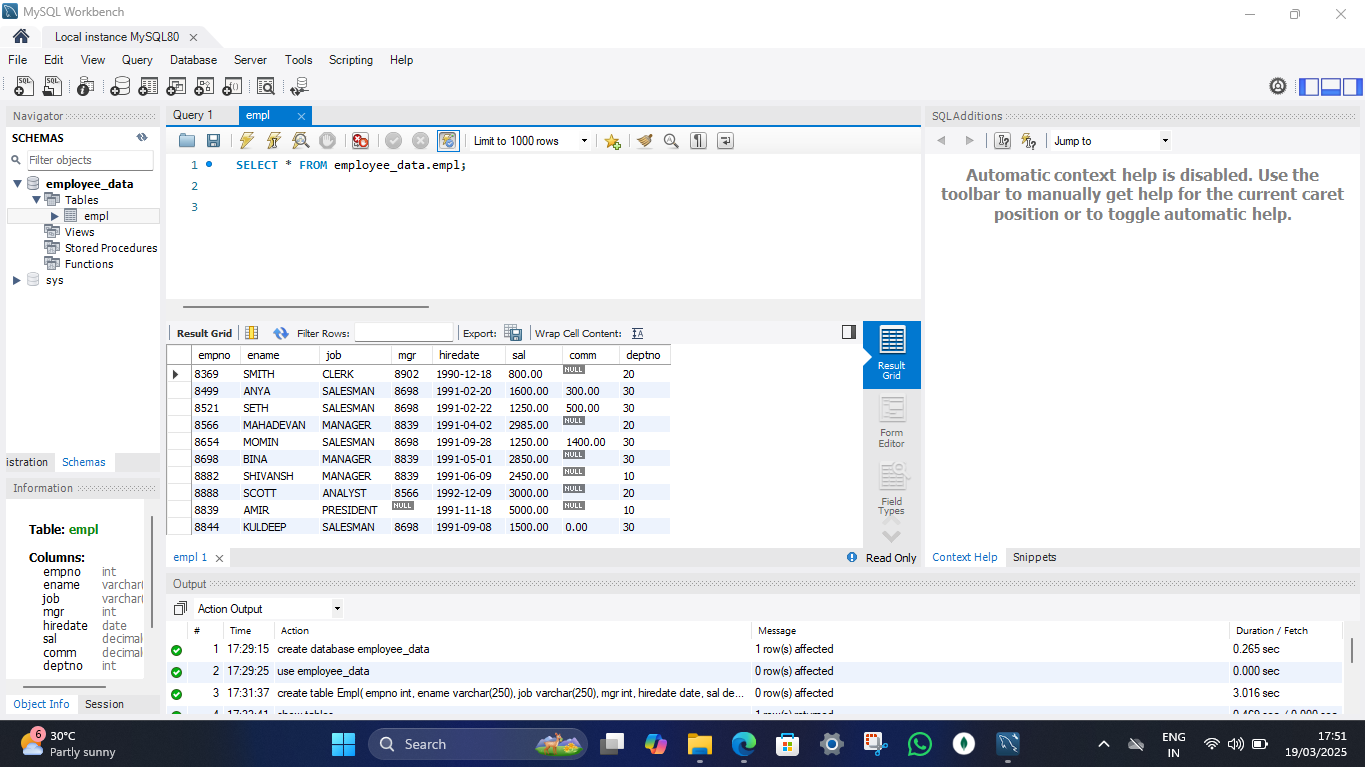 MySQL Workbench
Local instance MySQL80
File Edit View Query Database Server Tools Scripting Help
Navigator
SCHEMAS
Filter objects
employee_data
Tables
empl
Views
Stored Procedures
Functions
sys
istration Schemas
Information
Table: empl
Columns:
empno int
ename varchar(
job varchar(
mgr int
hiredate date
sal decimal
comm decimal
deptno int
Object Info Session
Query 1 empl
Limit to 1000 rows
1 SELECT * FROM employee_data.empl;
2
3
Result Grid Filter Rows: Export: Wrap Cell Content:
empno ename job mgr hiredate sal comm deptno
8369 SMITH CLERK 8902 1990-12-18 800.00 NULL 20
8499 ANYA SALESMAN 8698 1991-02-20 1600.00 300.00 30
8521 SETH SALESMAN 8698 1991-02-22 1250.00 500.00 30
8566 MAHADEVAN MANAGER 8839 1991-04-02 2985.00 NULL 20
8654 MOMIN SALESMAN 8698 1991-09-28 1250.00 1400.00 30
8698 BINA MANAGER 8839 1991-05-01 2850.00 NULL 30
8882 SHIVANSH MANAGER 8839 1991-06-09 2450.00 NULL 10
8888 SCOTT ANALYST 8566 1992-12-09 3000.00 NULL 20
8839 AMIR PRESIDENT NULL 1991-11-18 5000.00 NULL 10
8844 KULDEEP SALESMAN 8698 1991-09-08 1500.00 0.00 30
Result
Grid
Form
Editor
Field
Types
empl 1
Read Only
SQLAdditions
Jump to
Automatic context help is disabled. Use the
toolbar to manually get help for the current caret
position or to toggle automatic help.
Context Help Snippets
Output
Action Output
# Time Action Message Duration / Fetch
1 17:29:15 create database employee_data 1 row(s) affected 0.265 sec
2 17:29:25 use employee_data 0 row(s) affected 0.000 sec
3 17:31:37 create table Empl( empno int, ename varchar(250), job varchar(250), mgr int, hiredate date, sal de... 0 row(s) affected 3.016 sec
6
30°C
Partly sunny
Search
ENG
IN
17:51
19/03/2025